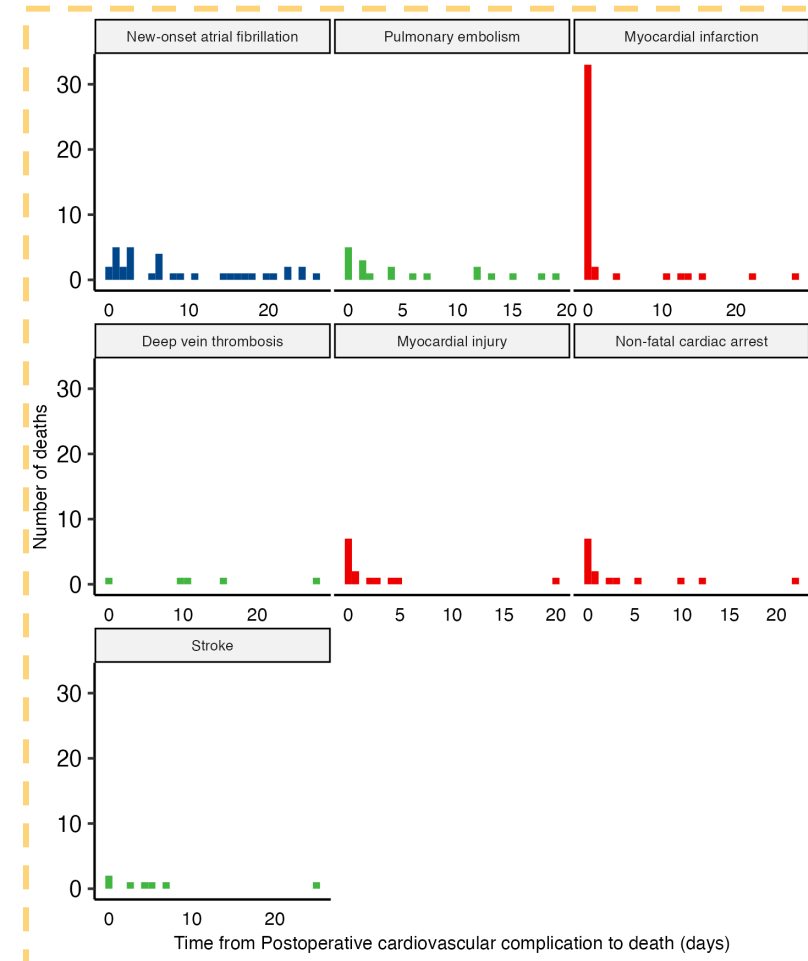 New-onset atrial fibrillation
Pulmonary embolism
Myocardial infarction
30
20
10
0
0 10 20
0 5 10 15 20
0 10 20
Deep vein thrombosis
Myocardial injury
Non-fatal cardiac arrest
Number of deaths
30
20
10
0
0 10 20
0 5 10 15 20
0 5 10 15 20
Stroke
30
20
10
0
0 10 20
Time from Postoperative cardiovascular complication to death (days)